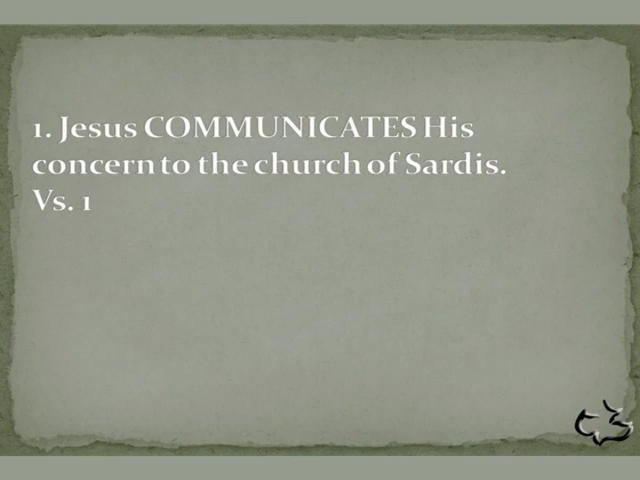 1. Jesus COMMUNICATES His
concern to the church of Sardis.
Vs. 1